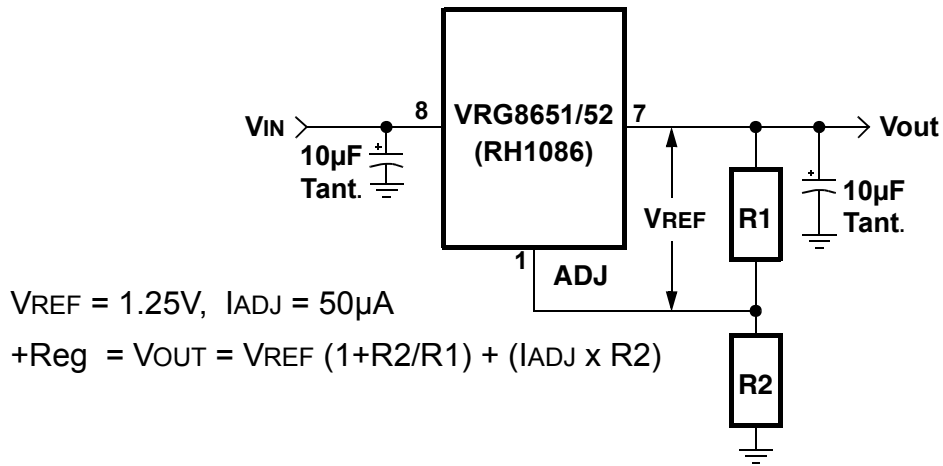 8
VRG8651/52
(RH1086)
7
VIN
Vout
+
10µF
Tant.
VREF
R1
+
10µF
Tant.
1
ADJ
VREF = 1.25V, IADJ = 50µA
+Reg = VOUT = VREF (1+R2/R1) + (IADJ x R2)
R2